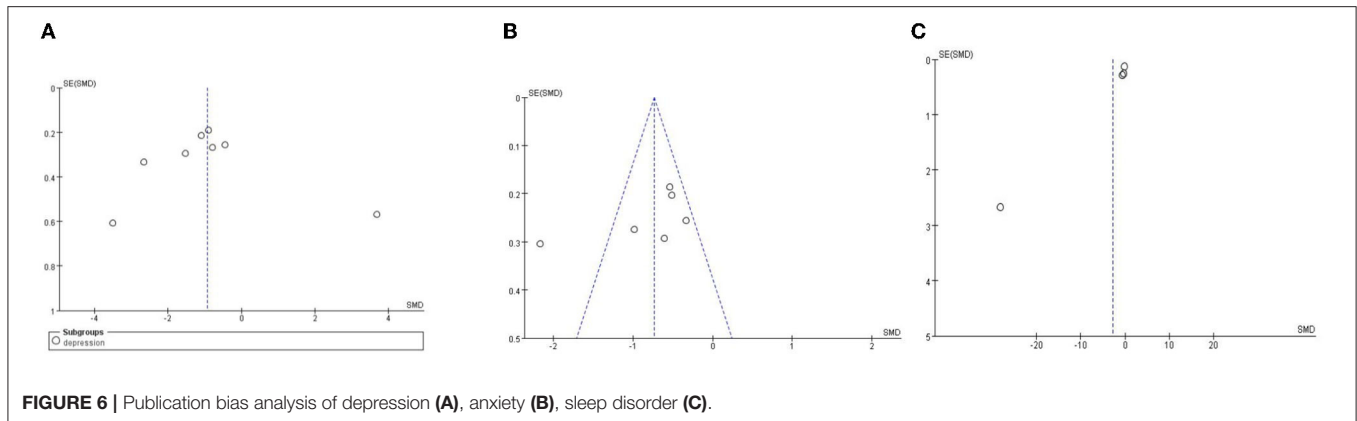 A
SE(SMD)
0
0.2
0.4
0.6
0.8
1
-4
-2
0
2
4
SMD
Subgroups
depression
B
SE(SMD)
0
0.1
0.2
0.3
0.4
0.5
-2
-1
0
1
2
SMD
C
SE(SMD)
0
1
2
3
4
5
-20
-10
0
10
20
SMD
FIGURE 6 | Publication bias analysis of depression (A), anxiety (B), sleep disorder (C).